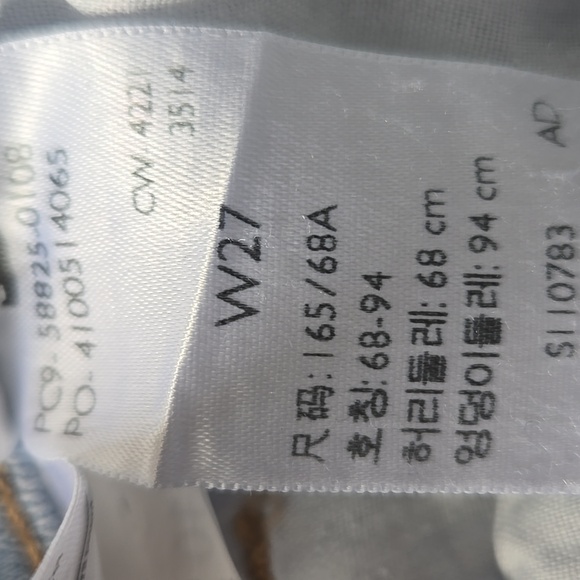 PC9- 58825-0108
PO- 4100514065
CW 4221
3514
W27
尺码: 165/68A
호칭: 68-94
허리둘레: 68 cm
엉덩이둘레: 94 cm
S110783
AD